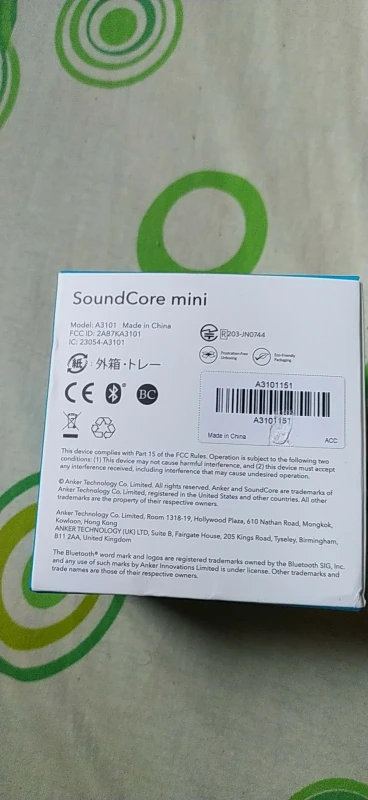 SoundCore mini
Model: A3101 Made in China
FCC ID: 2AB7KA3101
IC: 23054-A3101
R 203-JN0744
Frustration-Free
Unboxing
Eco-Friendly
Packaging
紙 : 外箱・トレー
CE
BC
A3101151
A3101151
Made in China
ACC
This device complies with Part 15 of the FCC Rules. Operation is subject to the following two
conditions: (1) This device may not cause harmful interference, and (2) this device must accept
any interference received, including interference that may cause undesired operation.
© Anker Technology Co. Limited. All rights reserved. Anker and SoundCore are trademarks of
Anker Technology Co. Limited, registered in the United States and other countries. All other
trademarks are the property of their respective owners.
Anker Technology Co. Limited, Room 1318-19, Hollywood Plaza, 610 Nathan Road, Mongkok,
Kowloon, Hong Kong
ANKER TECHNOLOGY (UK) LTD, Suite B, Fairgate House, 205 Kings Road, Tyseley, Birmingham,
B11 2AA, United Kingdom
The Bluetooth® word mark and logos are registered trademarks owned by the Bluetooth SIG, Inc.
and any use of such marks by Anker Innovations Limited is under license. Other trademarks and
trade names are those of their respective owners.